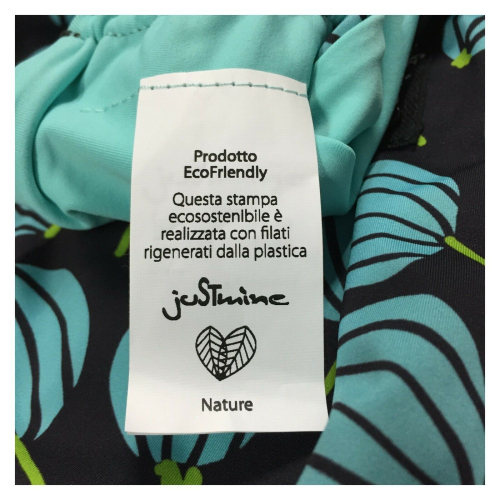 Prodotto
EcoFriendly
Questa stampa
ecosostenibile è
realizzata con filati
rigenerati dalla plastica
juSTmine
Nature